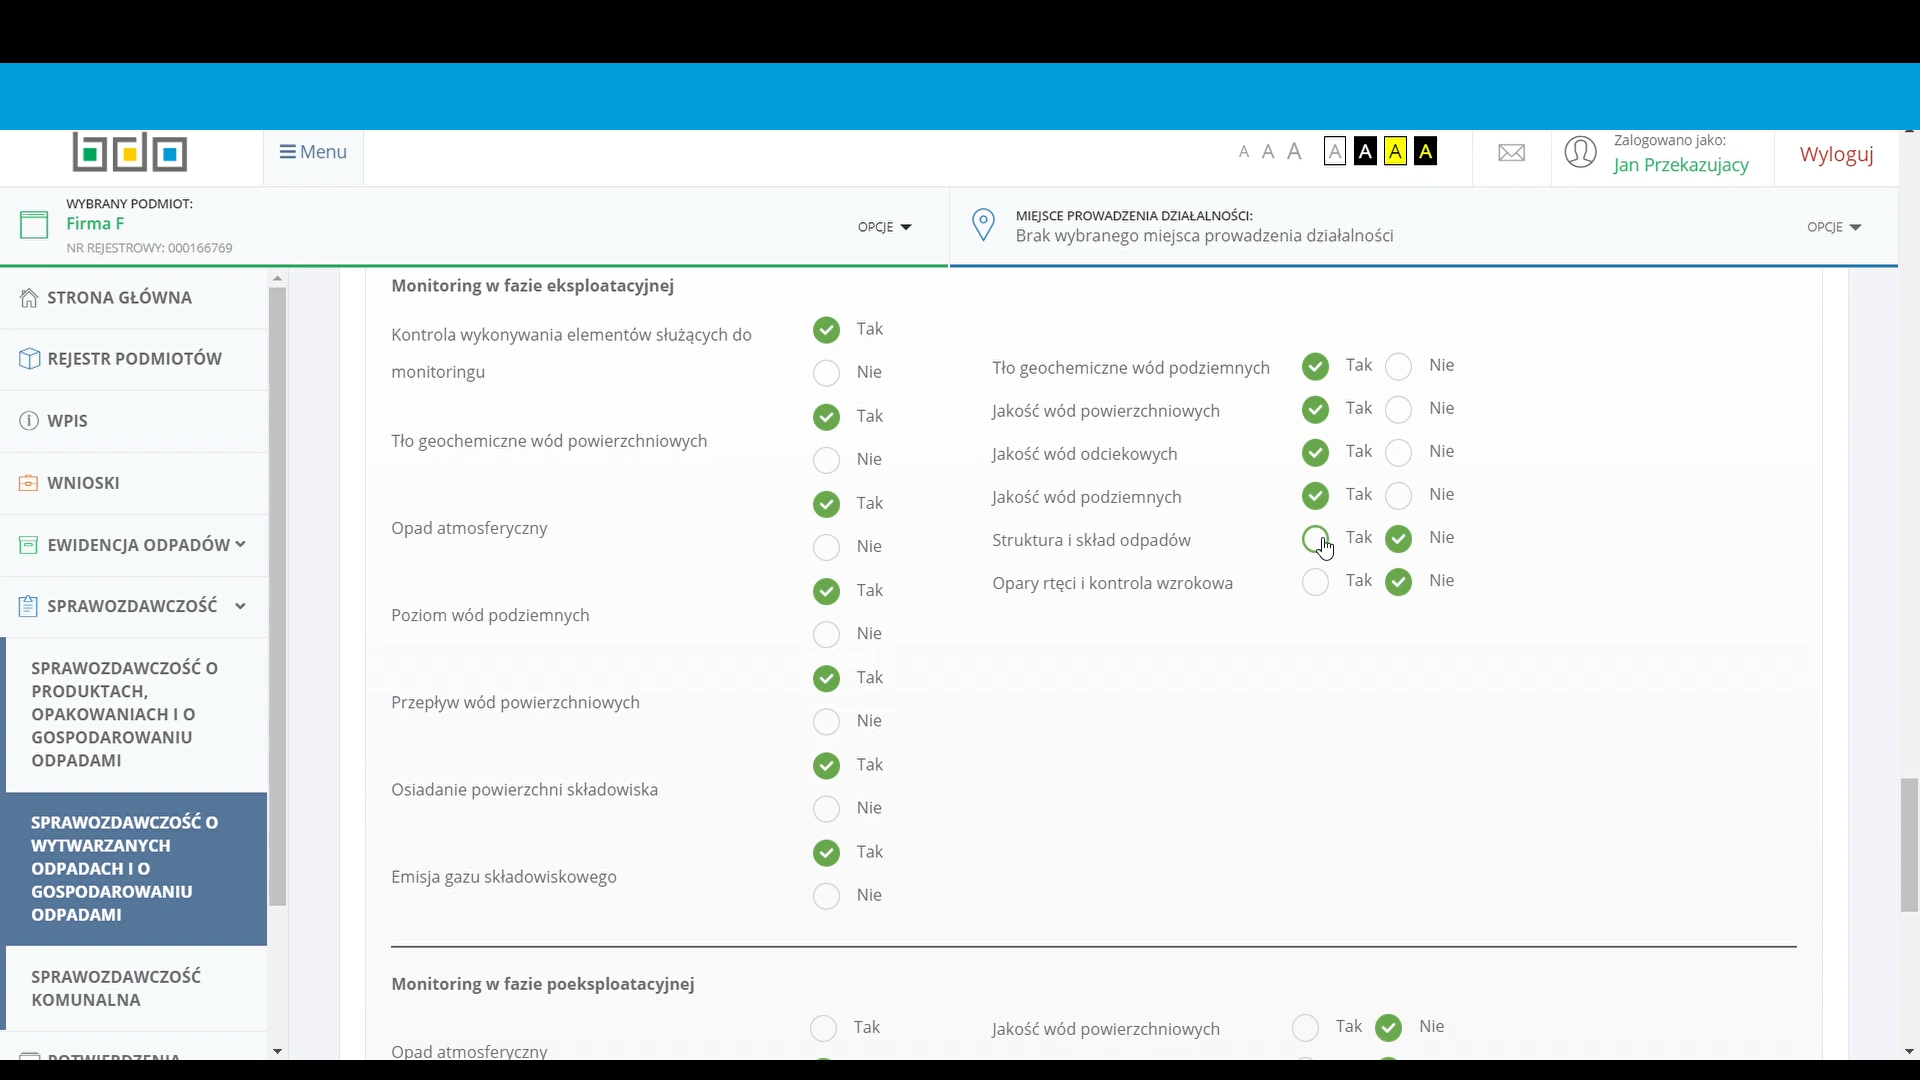 bdo
Menu
A A A A A A A
Zalogowano jako:
Jan Przekazujacy
Wyloguj
WYBRANY PODMIOT:
Firma F
NR REJESTROWY: 000166769
OPCJE
MIEJSCE PROWADZENIA DZIAŁALNOŚCI:
Brak wybranego miejsca prowadzenia działalności
OPCJE
STRONA GŁÓWNA
REJESTR PODMIOTÓW
WPIS
WNIOSKI
EWIDENCJA ODPADÓW
SPRAWOZDAWCZOŚĆ
SPRAWOZDAWCZOŚĆ O
PRODUKTACH,
OPAKOWANIACH I O
GOSPODAROWANIU
ODPADAMI
SPRAWOZDAWCZOŚĆ O
WYTWARZANYCH
ODPADACH I O
GOSPODAROWANIU
ODPADAMI
SPRAWOZDAWCZOŚĆ
KOMUNALNA
POTWIERDZENIA
Monitoring w fazie eksploatacyjnej
Kontrola wykonywania elementów służących do
monitoringu
Tak
Nie
Tło geochemiczne wód powierzchniowych
Tak
Nie
Opad atmosferyczny
Tak
Nie
Poziom wód podziemnych
Tak
Nie
Przepływ wód powierzchniowych
Tak
Nie
Osiadanie powierzchni składowiska
Tak
Nie
Emisja gazu składowiskowego
Tak
Nie
Tło geochemiczne wód podziemnych Tak Nie
Jakość wód powierzchniowych Tak Nie
Jakość wód odciekowych Tak Nie
Jakość wód podziemnych Tak Nie
Struktura i skład odpadów Tak Nie
Opary rtęci i kontrola wzrokowa Tak Nie
Monitoring w fazie poeksploatacyjnej
Opad atmosferyczny
Tak
Jakość wód powierzchniowych Tak Nie